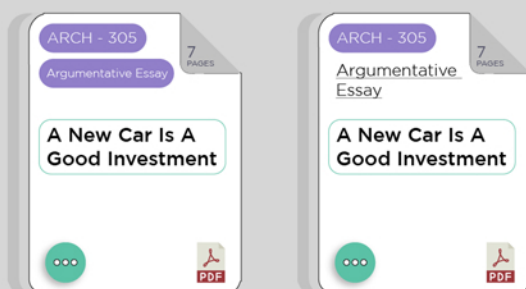 ARCH - 305
7
PAGES
Argumentative Essay
A New Car Is A
Good Investment
PDF
ARCH - 305
7
PAGES
Argumentative
Essay
A New Car Is A
Good Investment
PDF